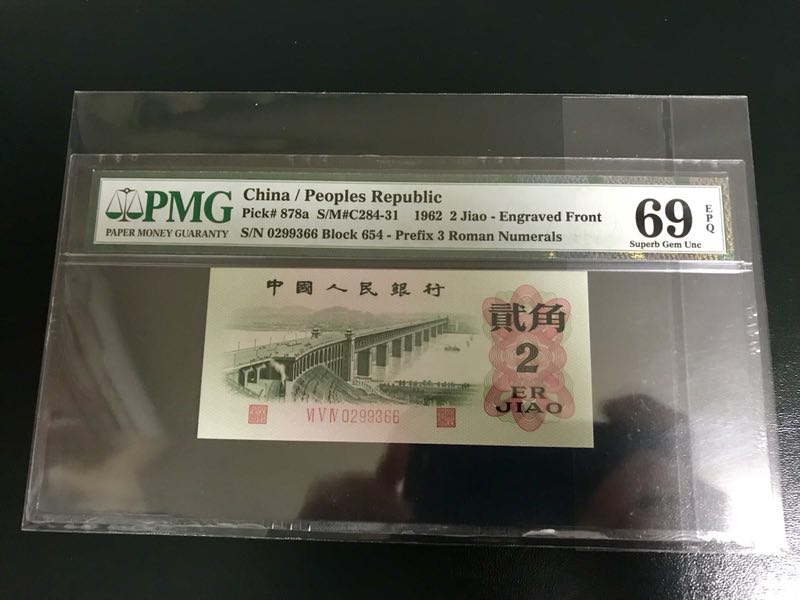 PMG
PAPER MONEY GUARANTY
China / Peoples Republic
Pick# 878a S/M#C284-31 1962 2 Jiao - Engraved Front
S/N 0299366 Block 654 - Prefix 3 Roman Numerals
69
EPQ
Superb Gem Unc
中國人民銀行
貳角
2
ER
JIAO
VI V IV 0299366